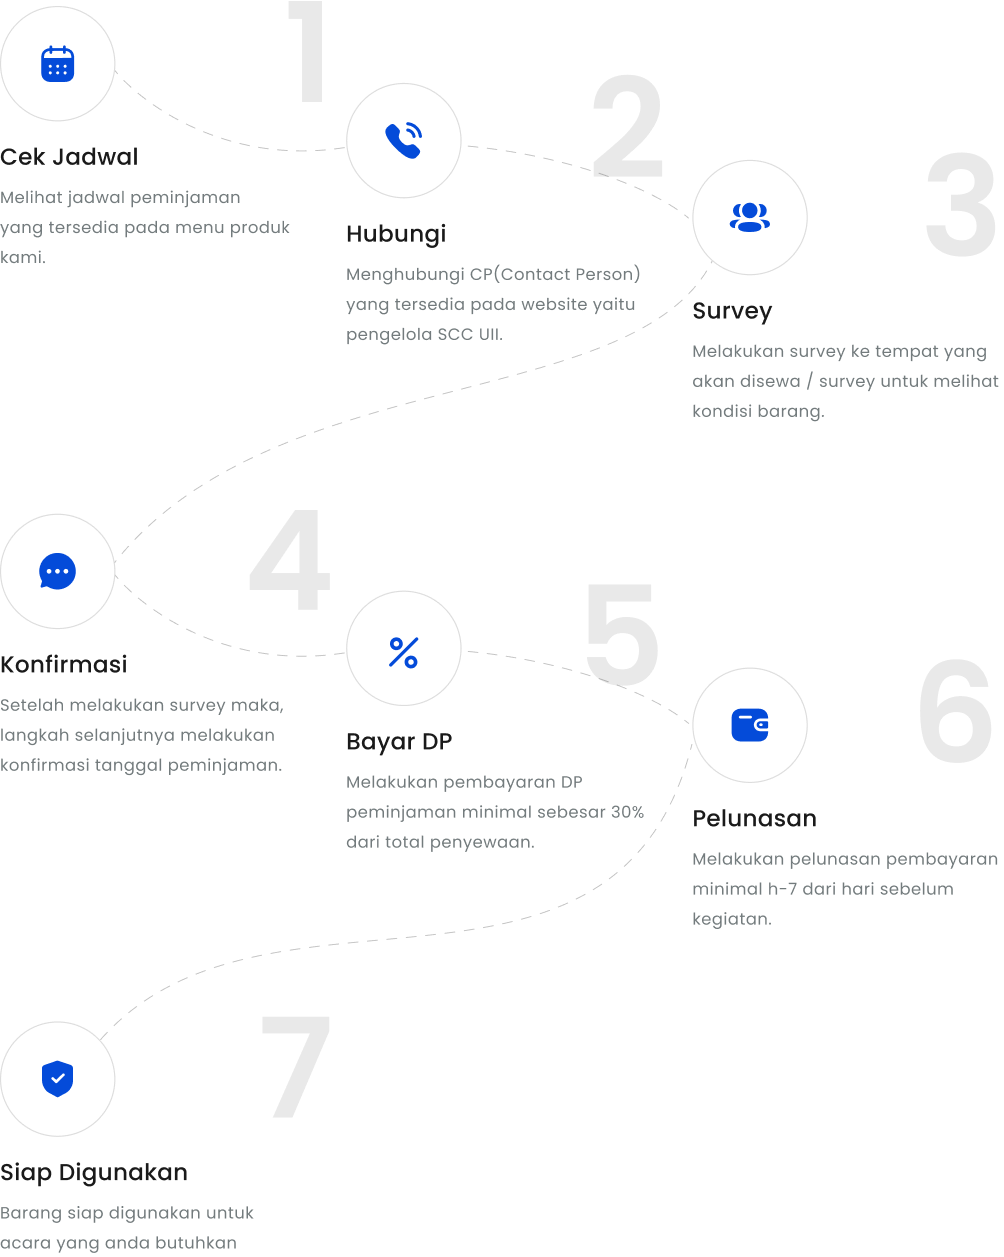 1
Cek Jadwal
Melihat jadwal peminjaman
yang tersedia pada menu produk
kami.
2
Hubungi
Menghubungi CP(Contact Person)
yang tersedia pada website yaitu
pengelola SCC UII.
3
Survey
Melakukan survey ke tempat yang
akan disewa / survey untuk melihat
kondisi barang.
4
Konfirmasi
Setelah melakukan survey maka,
langkah selanjutnya melakukan
konfirmasi tanggal peminjaman.
5
Bayar DP
Melakukan pembayaran DP
peminjaman minimal sebesar 30%
dari total penyewaan.
6
Pelunasan
Melakukan pelunasan pembayaran
minimal h-7 dari hari sebelum
kegiatan.
7
Siap Digunakan
Barang siap digunakan untuk
acara yang anda butuhkan